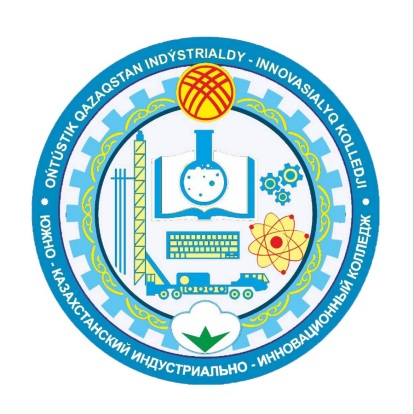 OŃTÚSTIK QAZAQSTAN INDÝSTRIALDY - INNOVASIALYQ KOLLEDJI
ЮЖНО - КАЗАХСТАНСКИЙ ИНДУСТРИАЛЬНО - ИННОВАЦИОННЫЙ КОЛЛЕДЖ